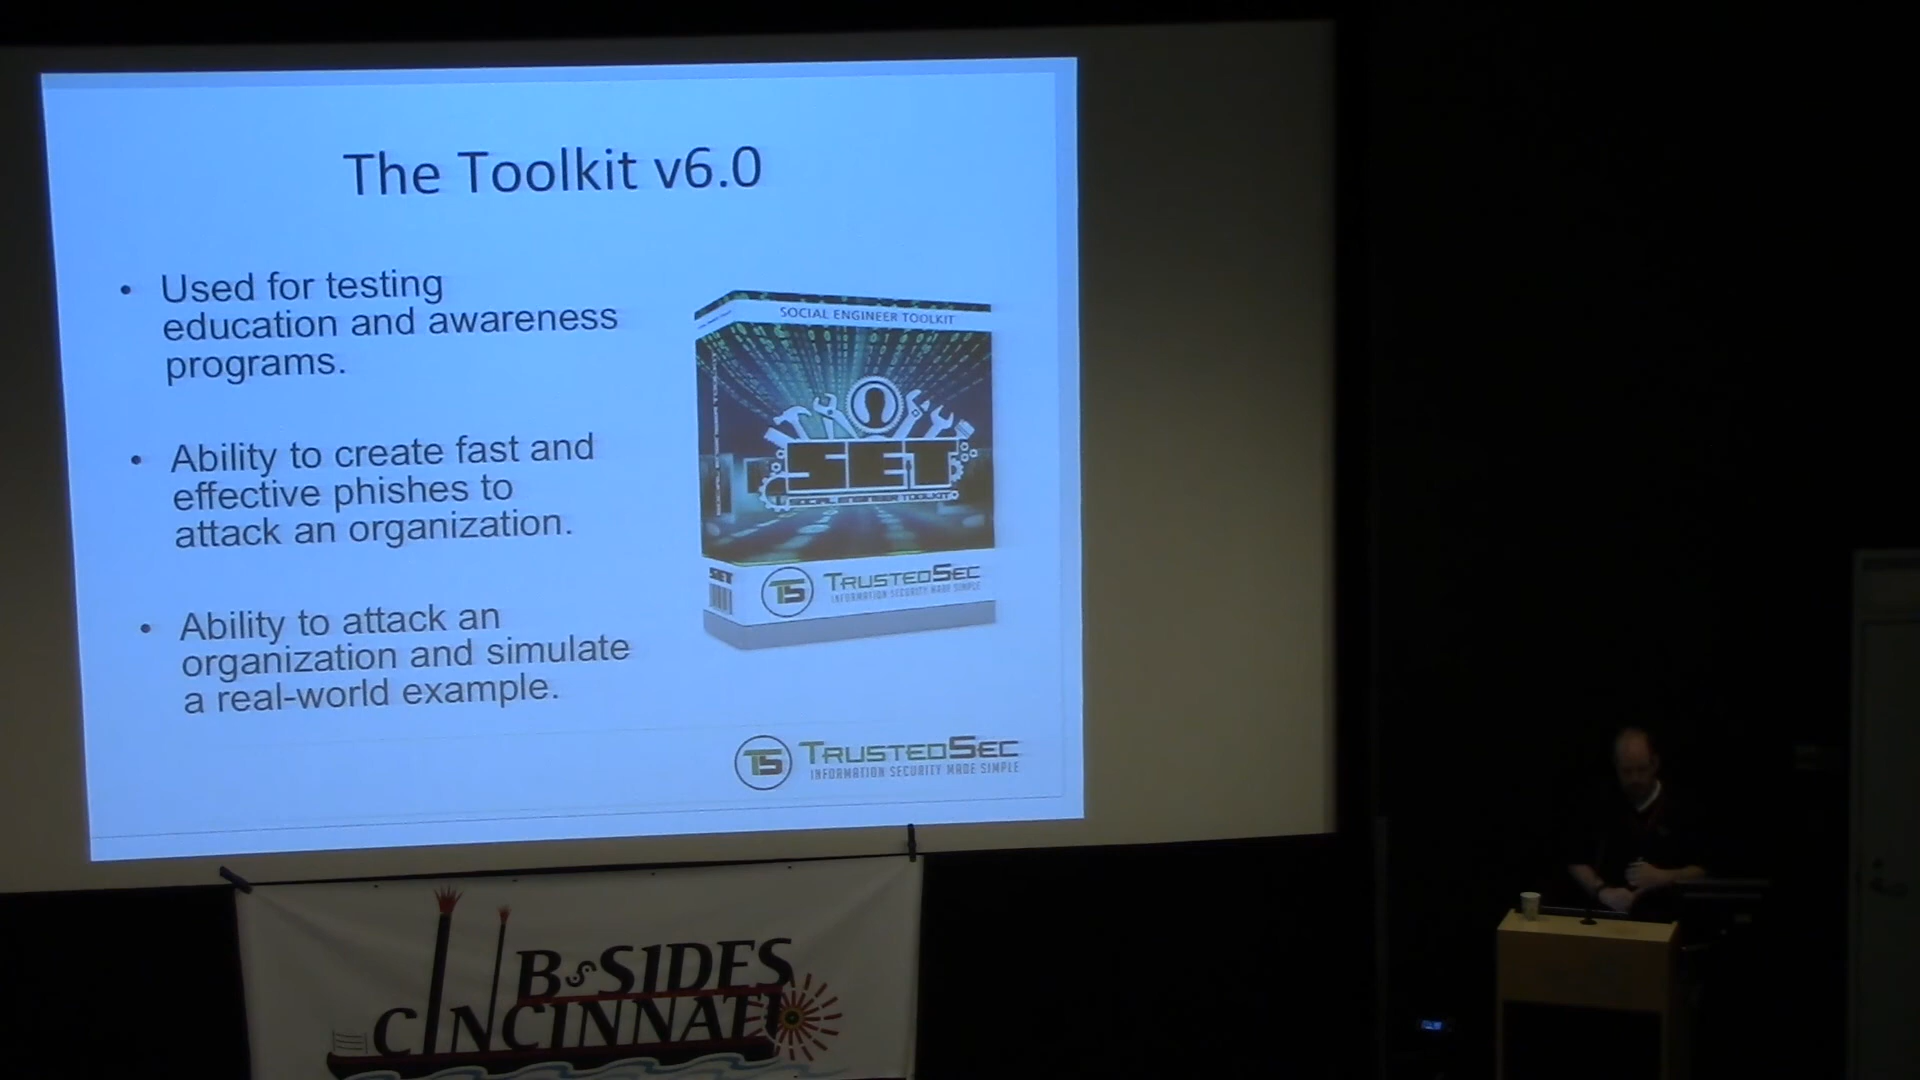 The Toolkit v6.0
• Used for testing
education and awareness
programs.
• Ability to create fast and
effective phishes to
attack an organization.
• Ability to attack an
organization and simulate
a real-world example.
SOCIAL ENGINEER TOOLKIT
SET
SOCIAL ENGINEER TOOLKIT
SET
TS TRUSTEDSEC
INFORMATION SECURITY MADE SIMPLE
TS TRUSTEDSEC
INFORMATION SECURITY MADE SIMPLE
BSIDES
CINCINNATI